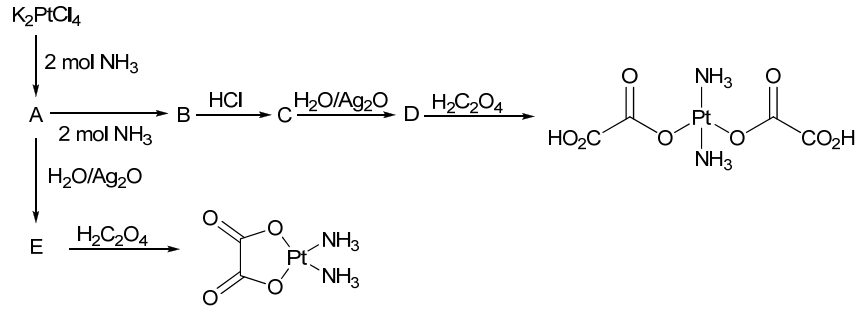 K2PtCl4
2 mol NH3
A
2 mol NH3
B
HCl
C
H2O/Ag2O
D
H2C2O4
O
NH3
O
HO2C
O
Pt
O
CO2H
NH3
H2O/Ag2O
E
H2C2O4
O
O
NH3
Pt
NH3
O
O